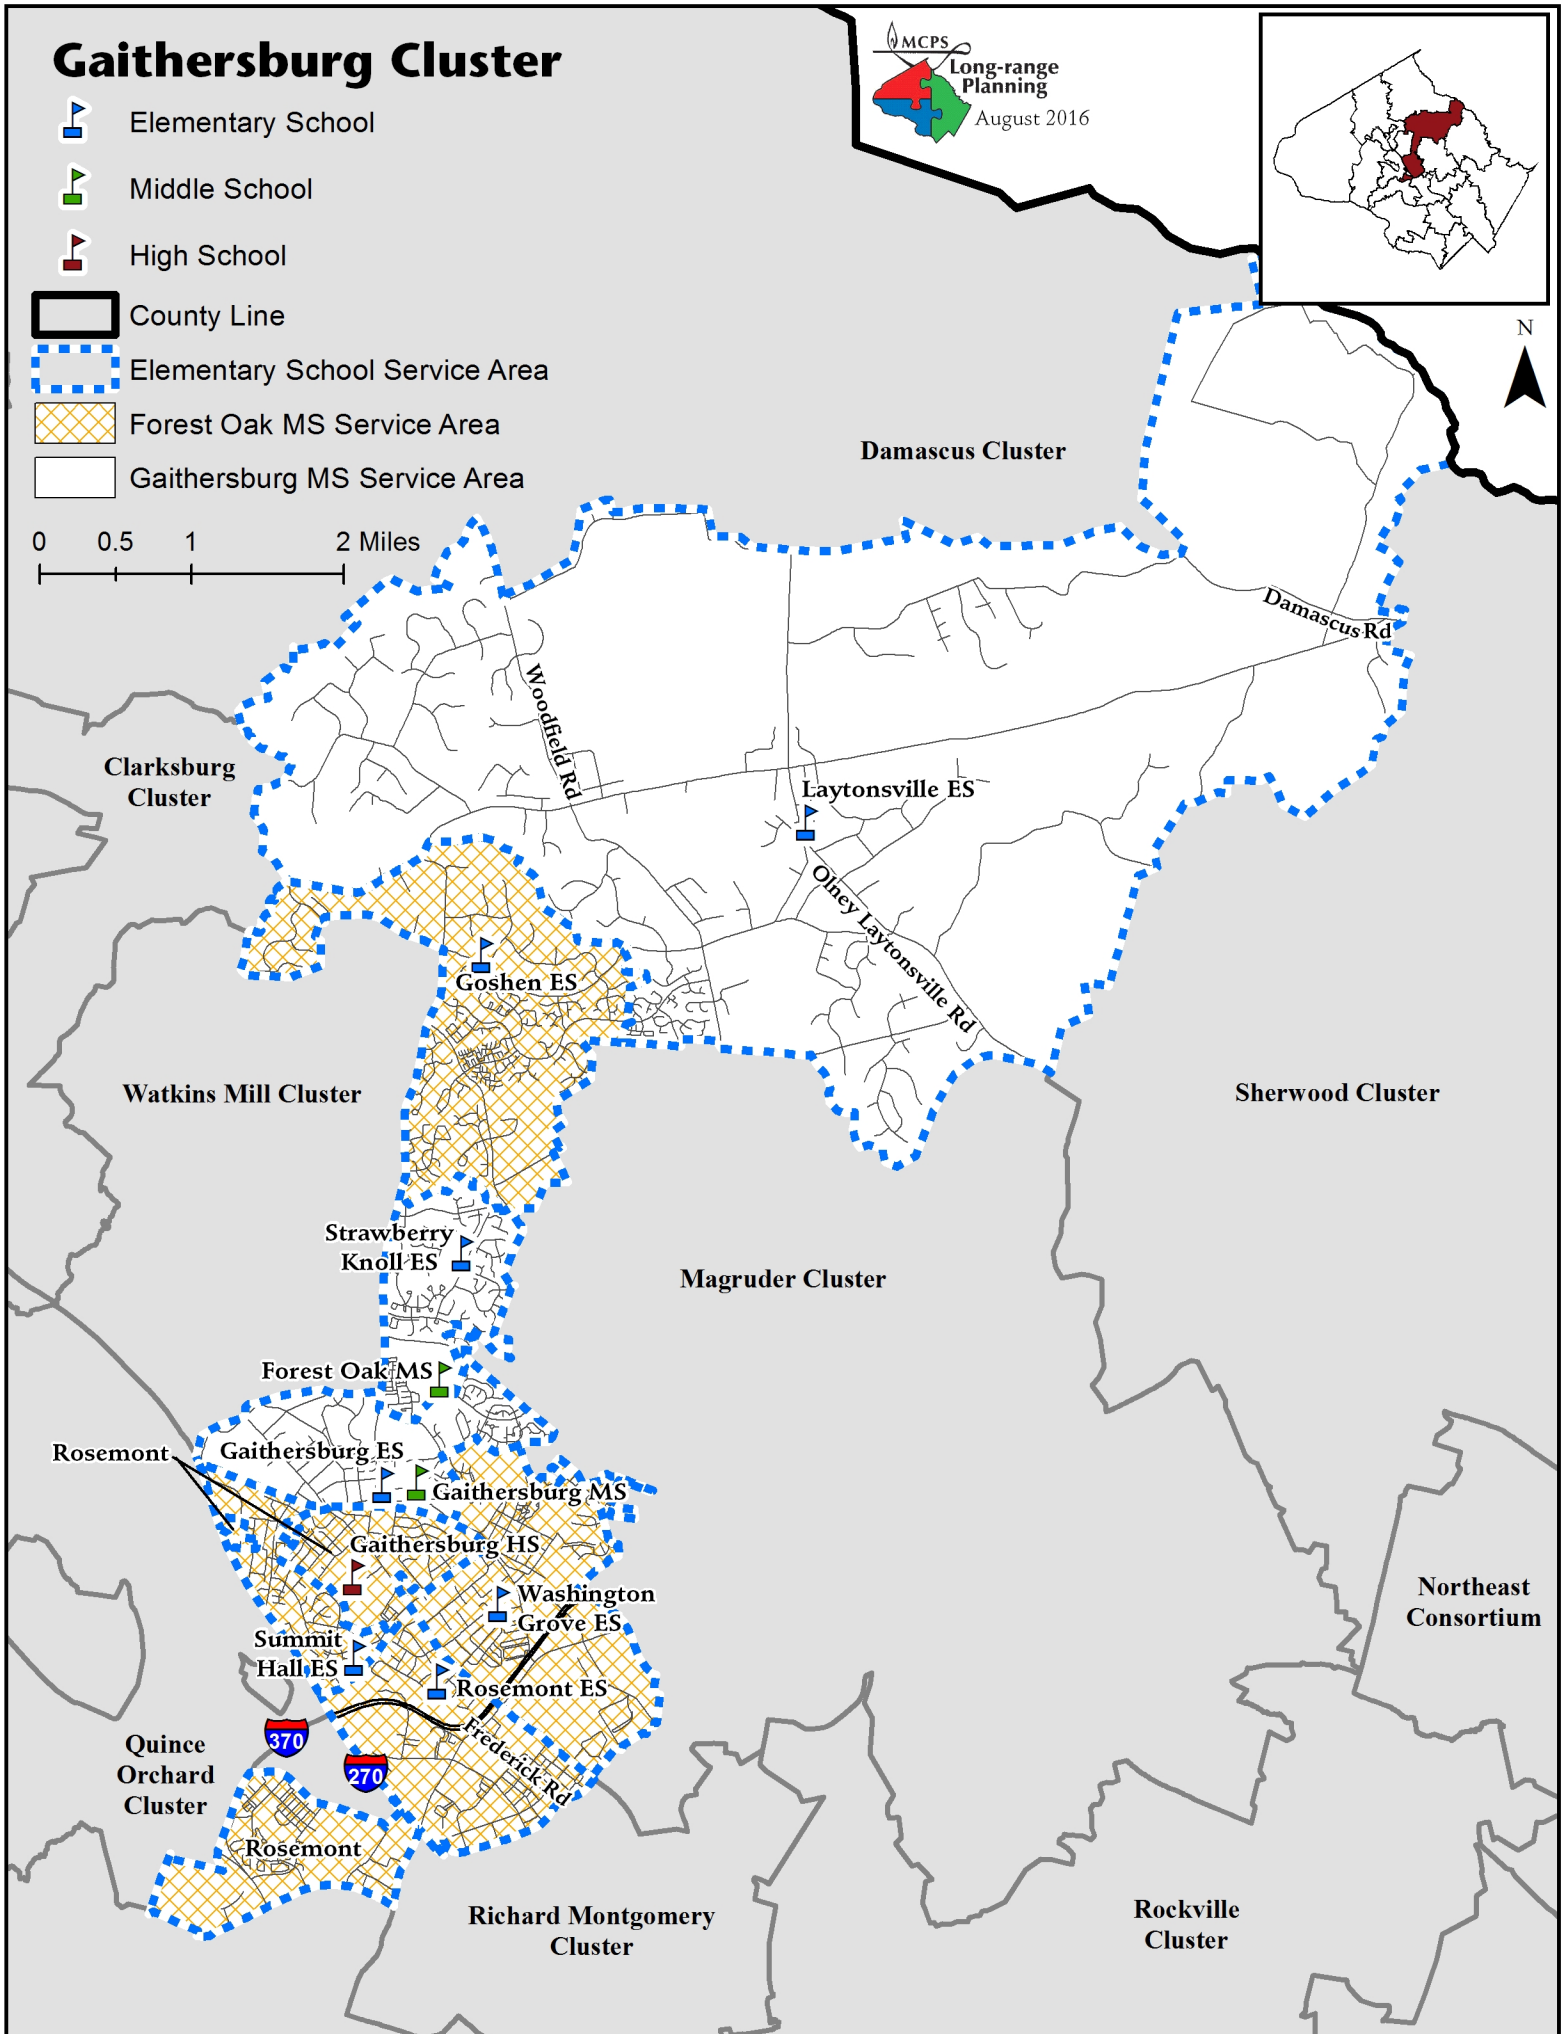 Gaithersburg Cluster
Elementary School
Middle School
High School
County Line
Elementary School Service Area
Forest Oak MS Service Area
Gaithersburg MS Service Area
0 0.5 1 2 Miles
MCPS
Long-range
Planning
August 2016
N
Damascus Cluster
Damascus Rd
Woodfield Rd
Clarksburg
Cluster
Laytonsville ES
Olney Laytonsville Rd
Goshen ES
Watkins Mill Cluster
Sherwood Cluster
Strawberry
Knoll ES
Magruder Cluster
Forest Oak MS
Rosemont
Gaithersburg ES
Gaithersburg MS
Gaithersburg HS
Washington
Grove ES
Northeast
Consortium
Summit
Hall ES
Rosemont ES
Quince
Orchard
Cluster
370
270
Frederick Rd
Rosemont
Richard Montgomery
Cluster
Rockville
Cluster